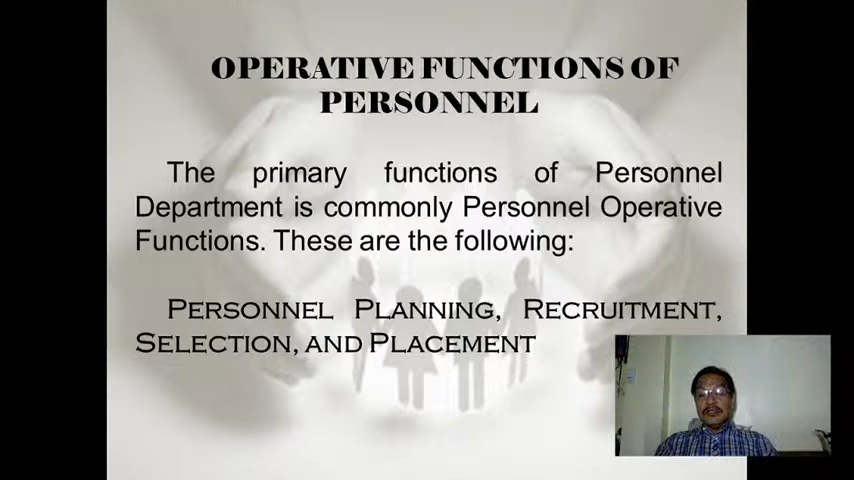 OPERATIVE FUNCTIONS OF
PERSONNEL
The primary functions of Personnel
Department is commonly Personnel Operative
Functions. These are the following:
PERSONNEL PLANNING, RECRUITMENT,
SELECTION, AND PLACEMENT